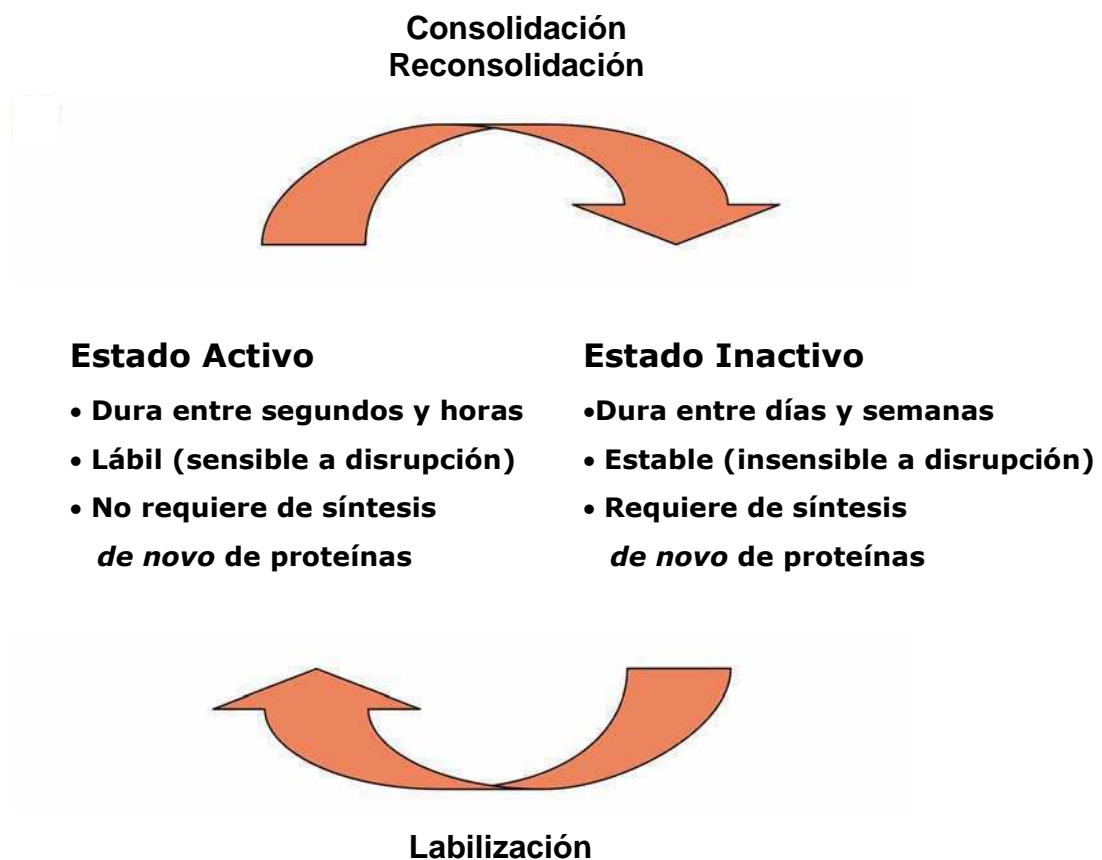 Consolidación
Reconsolidación
Estado Activo
• Dura entre segundos y horas
• Lábil (sensible a disrupción)
• No requiere de síntesis
de novo de proteínas
Estado Inactivo
•Dura entre días y semanas
• Estable (insensible a disrupción)
• Requiere de síntesis
de novo de proteínas
Labilización